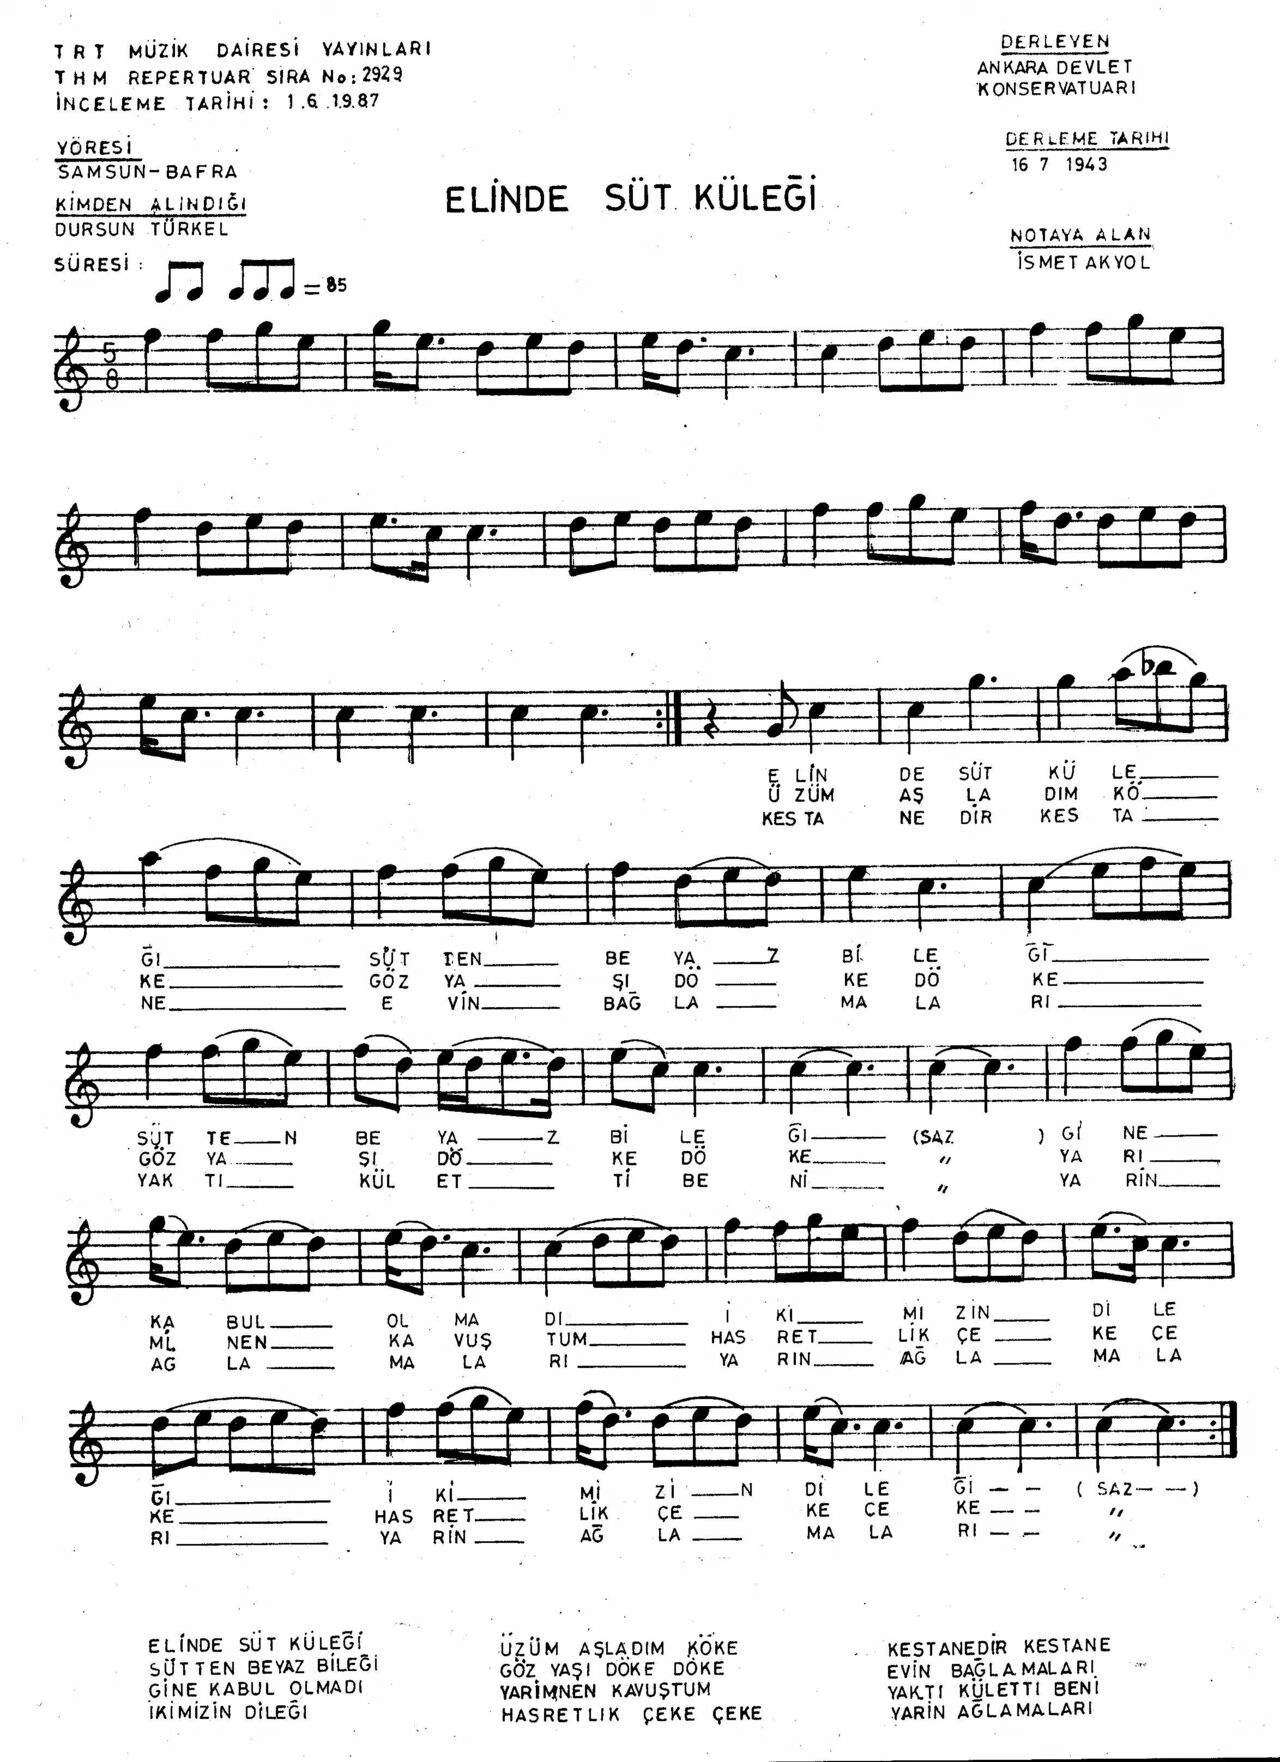 TRT MÜZİK DAİRESİ YAYINLARI
THM REPERTUAR SIRA No: 2929
İNCELEME TARİHİ: 1.6.1987
DERLEYEN
ANKARA DEVLET
KONSERVATUARI
DERLEME TARIHI
16 7 1943
YÖRESİ
SAMSUN-BAFRA
KİMDEN ALINDIĞI
DURSUN TÜRKEL
SÜRESİ:
= 85
ELİNDE SÜT KÜLEĞİ
NOTAYA ALAN
İSMET AKYOL
5
8
E LİN DE SÜT KÜ LE
Ü ZÜM AŞ LA DIM KÖ
KES TA NE DİR KES TA
Ğİ SÜT TEN BE YA Z Bİ LE Ğİ
KE GÖZ YA ŞI DÖ KE DÖ KE
NE E VİN BAĞ LA MA LA RI
SÜT TE N BE YA Z Bİ LE Ğİ (SAZ ) Gİ NE
GÖZ YA ŞI DÖ KE DÖ KE " YA RI
YAK TI KÜL ET Tİ BE Nİ " YA RİN
KA BUL OL MA DI İ Kİ Mİ ZİN Dİ LE
Mİ NEN KA VUŞ TUM HAS RET LİK ÇE KE ÇE
AG LA MA LA RI YA RIN AĞ LA MA LA
Ğİ İ Kİ Mİ Zİ N Dİ LE Ğİ ( SAZ )
KE HAS RET LİK ÇE KE ÇE KE "
RI YA RİN AĞ LA MA LA RI "
ELİNDE SÜT KÜLEĞİ
SÜTTEN BEYAZ BİLEĞİ
GİNE KABUL OLMADI
İKİMİZİN DİLEĞİ
ÜZÜM AŞLADIM KÖKE
GÖZ YAŞI DÖKE DÖKE
YARİMNEN KAVUŞTUM
HASRETLIK ÇEKE ÇEKE
KESTANEDİR KESTANE
EVİN BAĞLAMALARI
YAKTI KÜLETTİ BENİ
YARİN AĞLAMALARI